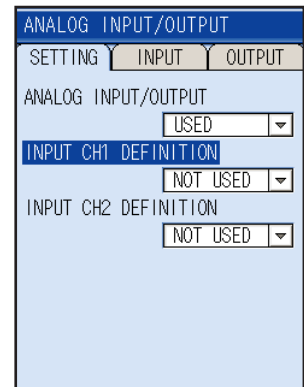 ANALOG INPUT/OUTPUT
SETTING INPUT OUTPUT
ANALOG INPUT/OUTPUT
USED
INPUT CH1 DEFINITION
NOT USED
INPUT CH2 DEFINITION
NOT USED